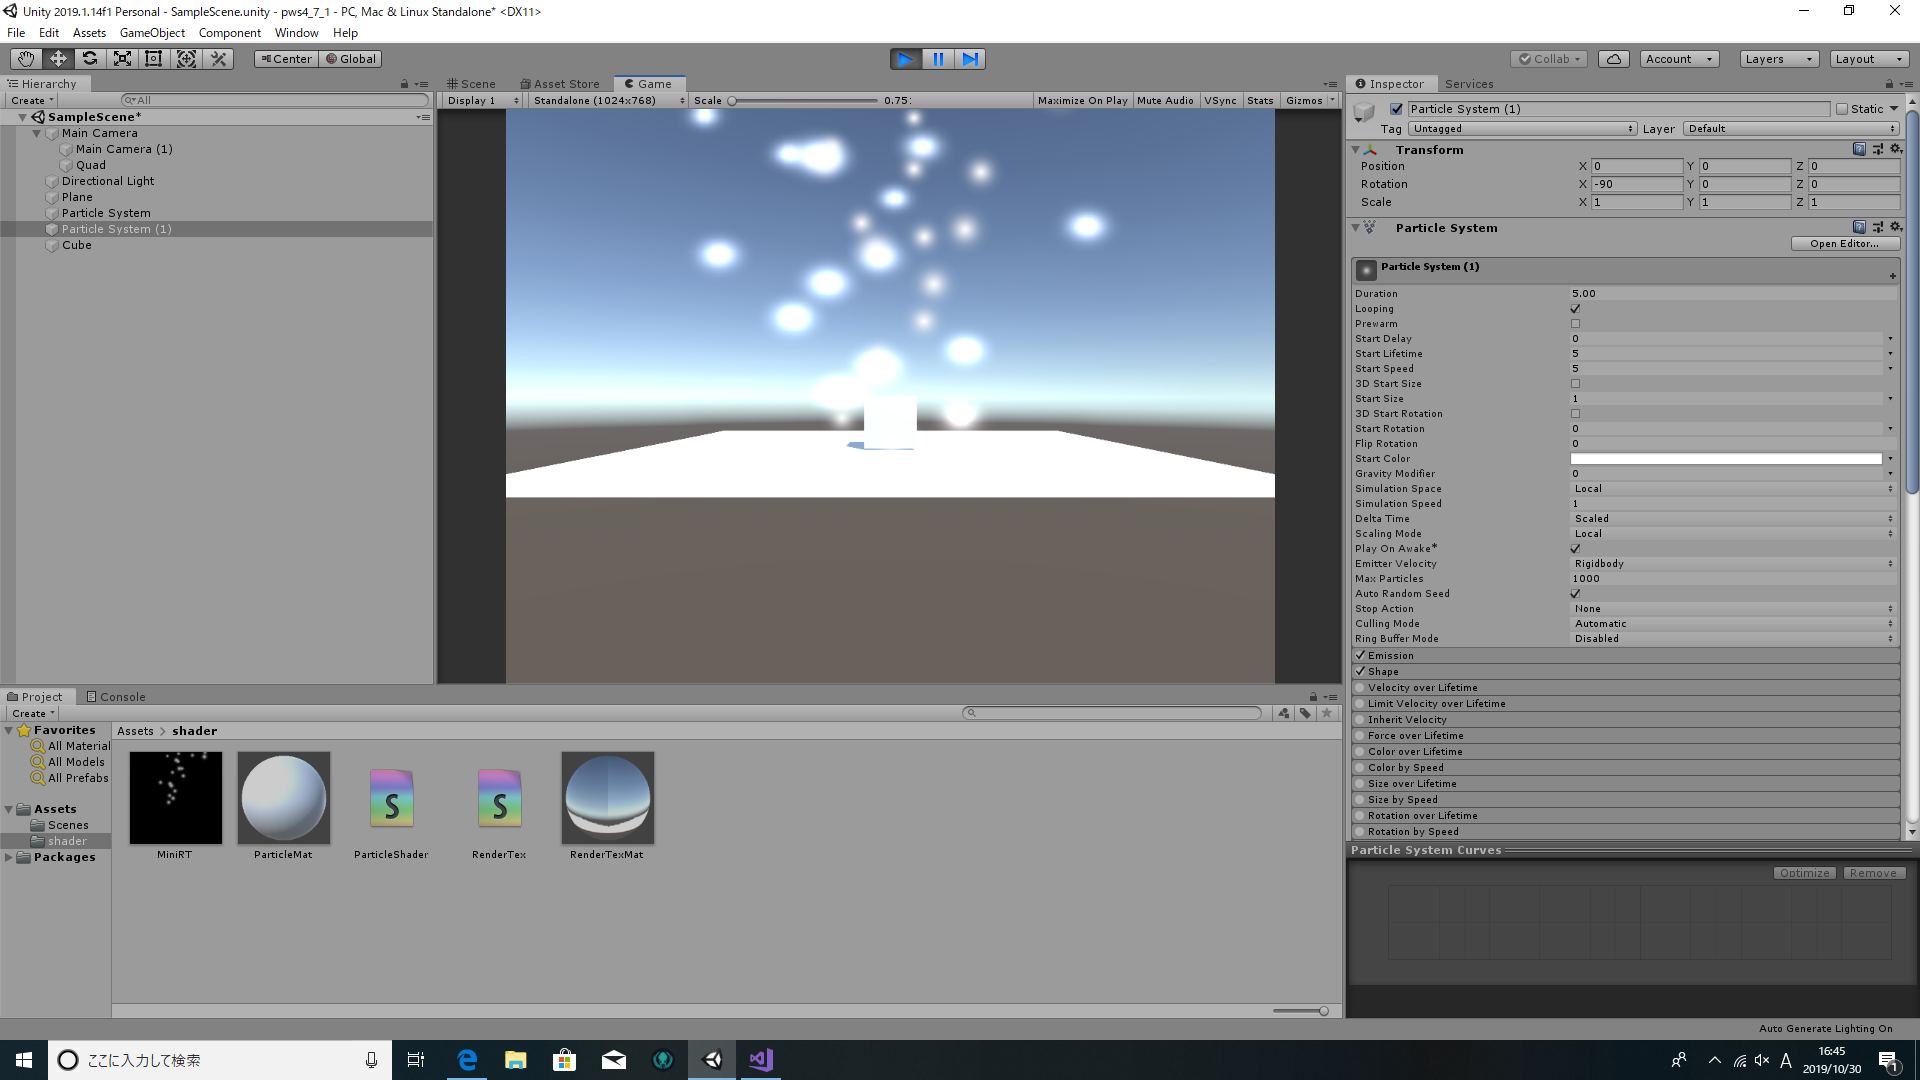 Unity 2019.1.14f1 Personal - SampleScene.unity - pws4_7_1 - PC, Mac & Linux Standalone* <DX11>
File Edit Assets GameObject Component Window Help
Center Global Collab Account Layers Layout
Hierarchy
Create All
SampleScene*
Main Camera
Main Camera (1)
Quad
Directional Light
Plane
Particle System
Particle System (1)
Cube
Scene Asset Store Game
Display 1 Standalone (1024x768) Scale 0.75: Maximize On Play Mute Audio VSync Stats Gizmos
Inspector Services
Particle System (1) Static
Tag Untagged Layer Default
Transform
Position X 0 Y 0 Z 0
Rotation X -90 Y 0 Z 0
Scale X 1 Y 1 Z 1
Particle System
Open Editor...
Particle System (1)
Duration 5.00
Looping
Prewarm
Start Delay 0
Start Lifetime 5
Start Speed 5
3D Start Size
Start Size 1
3D Start Rotation
Start Rotation 0
Flip Rotation 0
Start Color
Gravity Modifier 0
Simulation Space Local
Simulation Speed 1
Delta Time Scaled
Scaling Mode Local
Play On Awake*
Emitter Velocity Rigidbody
Max Particles 1000
Auto Random Seed
Stop Action None
Culling Mode Automatic
Ring Buffer Mode Disabled
Emission
Shape
Velocity over Lifetime
Limit Velocity over Lifetime
Inherit Velocity
Force over Lifetime
Color over Lifetime
Color by Speed
Size over Lifetime
Size by Speed
Rotation over Lifetime
Rotation by Speed
Particle System Curves
Optimize Remove
Project Console
Create
Favorites
All Material
All Models
All Prefabs
Assets
Scenes
shader
Packages
Assets > shader
MiniRT ParticleMat ParticleShader RenderTex RenderTexMat
Auto Generate Lighting On
ここに入力して検索
A
16:45
2019/10/30
1